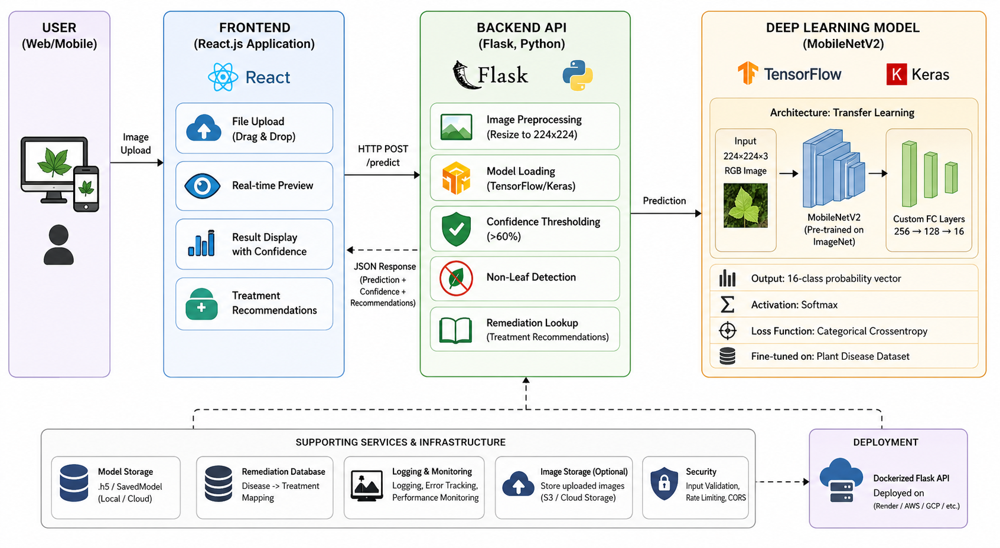 USER
(Web/Mobile)
Image
Upload
FRONTEND
(React.js Application)
React
File Upload
(Drag & Drop)
Real-time Preview
Result Display
with Confidence
Treatment
Recommendations
HTTP POST
/predict
JSON Response
(Prediction +
Confidence +
Recommendations)
BACKEND API
(Flask, Python)
Flask
Image Preprocessing
(Resize to 224x224)
Model Loading
(TensorFlow/Keras)
Confidence Thresholding
(>60%)
Non-Leaf Detection
Remediation Lookup
(Treatment Recommendations)
Prediction
DEEP LEARNING MODEL
(MobileNetV2)
TensorFlow
K Keras
Architecture: Transfer Learning
Input
224×224×3
RGB Image
MobileNetV2
(Pre-trained on
ImageNet)
Custom FC Layers
256 → 128 → 16
Output: 16-class probability vector
Activation: Softmax
Loss Function: Categorical Crossentropy
Fine-tuned on: Plant Disease Dataset
SUPPORTING SERVICES & INFRASTRUCTURE
Model Storage
.h5 / SavedModel
(Local / Cloud)
Remediation Database
Disease -> Treatment
Mapping
Logging & Monitoring
Logging, Error Tracking,
Performance Monitoring
Image Storage (Optional)
Store uploaded images
(S3 / Cloud Storage)
Security
Input Validation,
Rate Limiting, CORS
DEPLOYMENT
Dockerized Flask API
Deployed on
(Render / AWS / GCP / etc.)